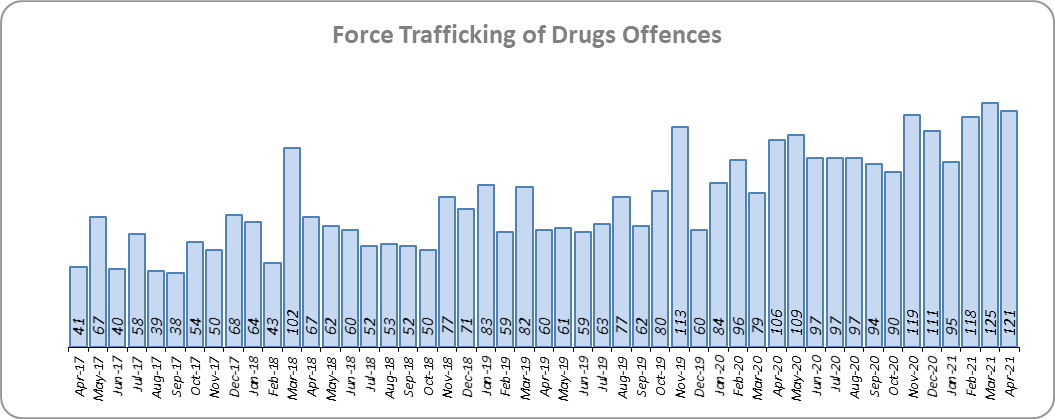 Force Trafficking of Drugs Offences
41 67 40 58 39 38 54 50 68 64 43 102 67 62 60 52 53 52 50 77 71 83 59 82 60 61 59 63 77 62 80 113 60 84 96 79 106 109 97 97 97 94 90 119 111 95 118 125 121
Apr-17 May-17 Jun-17 Jul-17 Aug-17 Sep-17 Oct-17 Nov-17 Dec-17 Jan-18 Feb-18 Mar-18 Apr-18 May-18 Jun-18 Jul-18 Aug-18 Sep-18 Oct-18 Nov-18 Dec-18 Jan-19 Feb-19 Mar-19 Apr-19 May-19 Jun-19 Jul-19 Aug-19 Sep-19 Oct-19 Nov-19 Dec-19 Jan-20 Feb-20 Mar-20 Apr-20 May-20 Jun-20 Jul-20 Aug-20 Sep-20 Oct-20 Nov-20 Dec-20 Jan-21 Feb-21 Mar-21 Apr-21